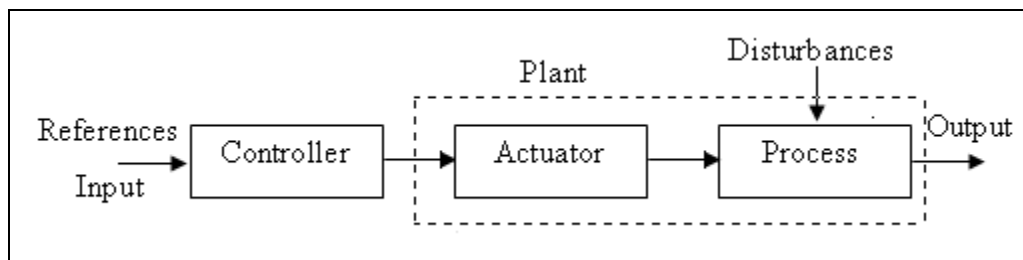 Disturbances
Plant
References
Input
Controller
Actuator
Process
Output